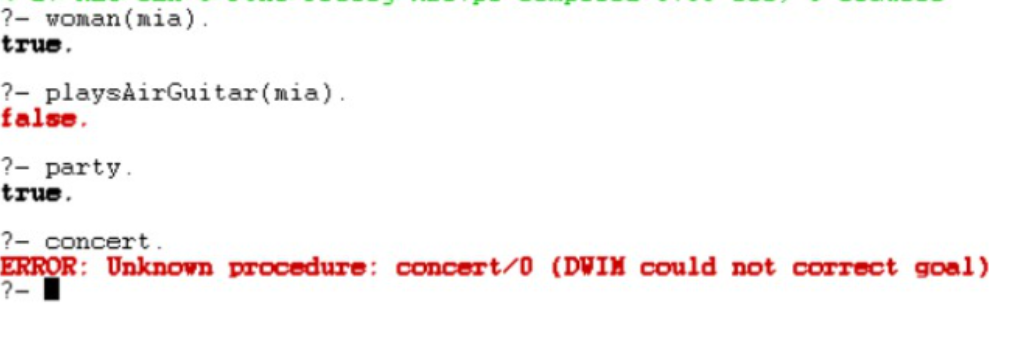 ?- woman(mia).
true.
?- playsAirGuitar(mia).
false.
?- party.
true.
?- concert.
ERROR: Unknown procedure: concert/0 (DWIM could not correct goal)
?-